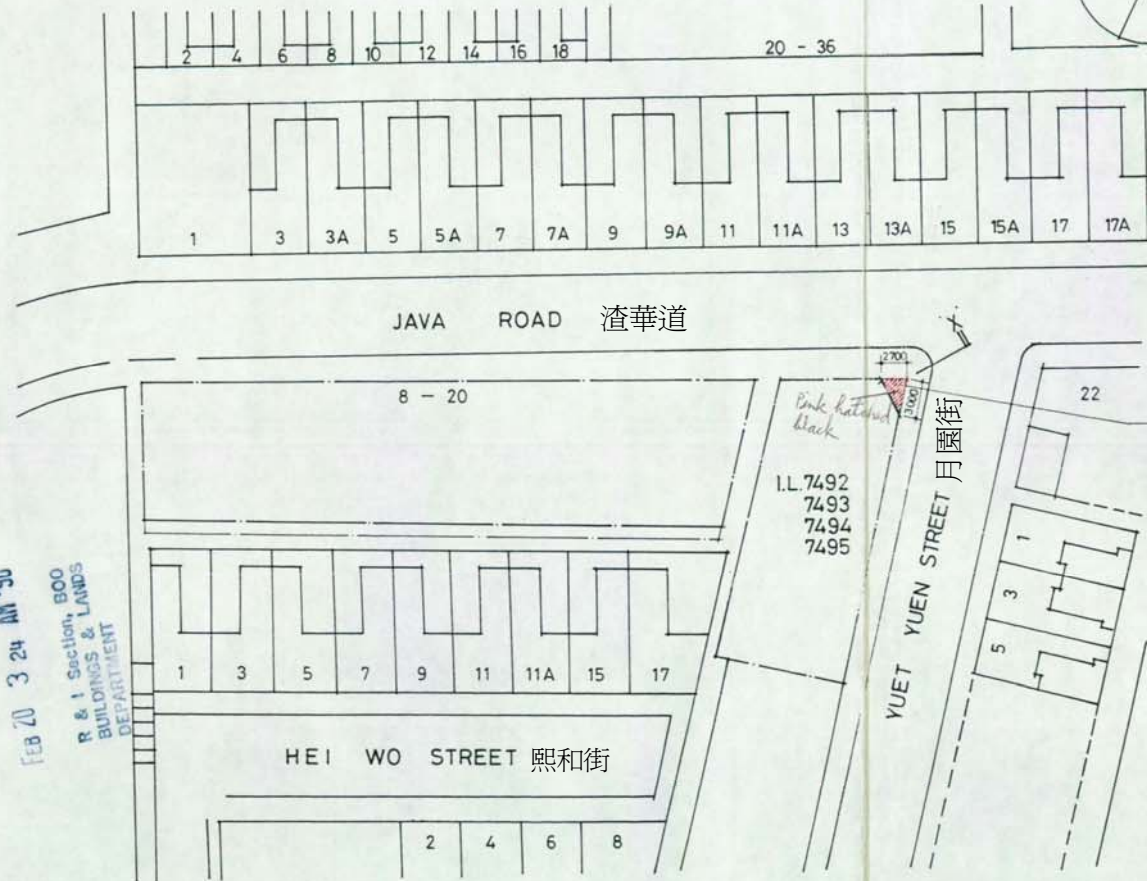 2 4 6 8 10 12 14 16 18 20 - 36
1 3 3A 5 5A 7 7A 9 9A 11 11A 13 13A 15 15A 17 17A
JAVA ROAD 渣華道
2700
3000
8 - 20
Pink hatched
black
22
I.L.7492
7493
7494
7495
YUET YUEN STREET 月園街
1
3
5
1 3 5 7 9 11 11A 15 17
HEI WO STREET 熙和街
2 4 6 8
FEB 20 3 24 AM '90
R & I Section, BOO
BUILDINGS & LANDS
DEPARTMENT